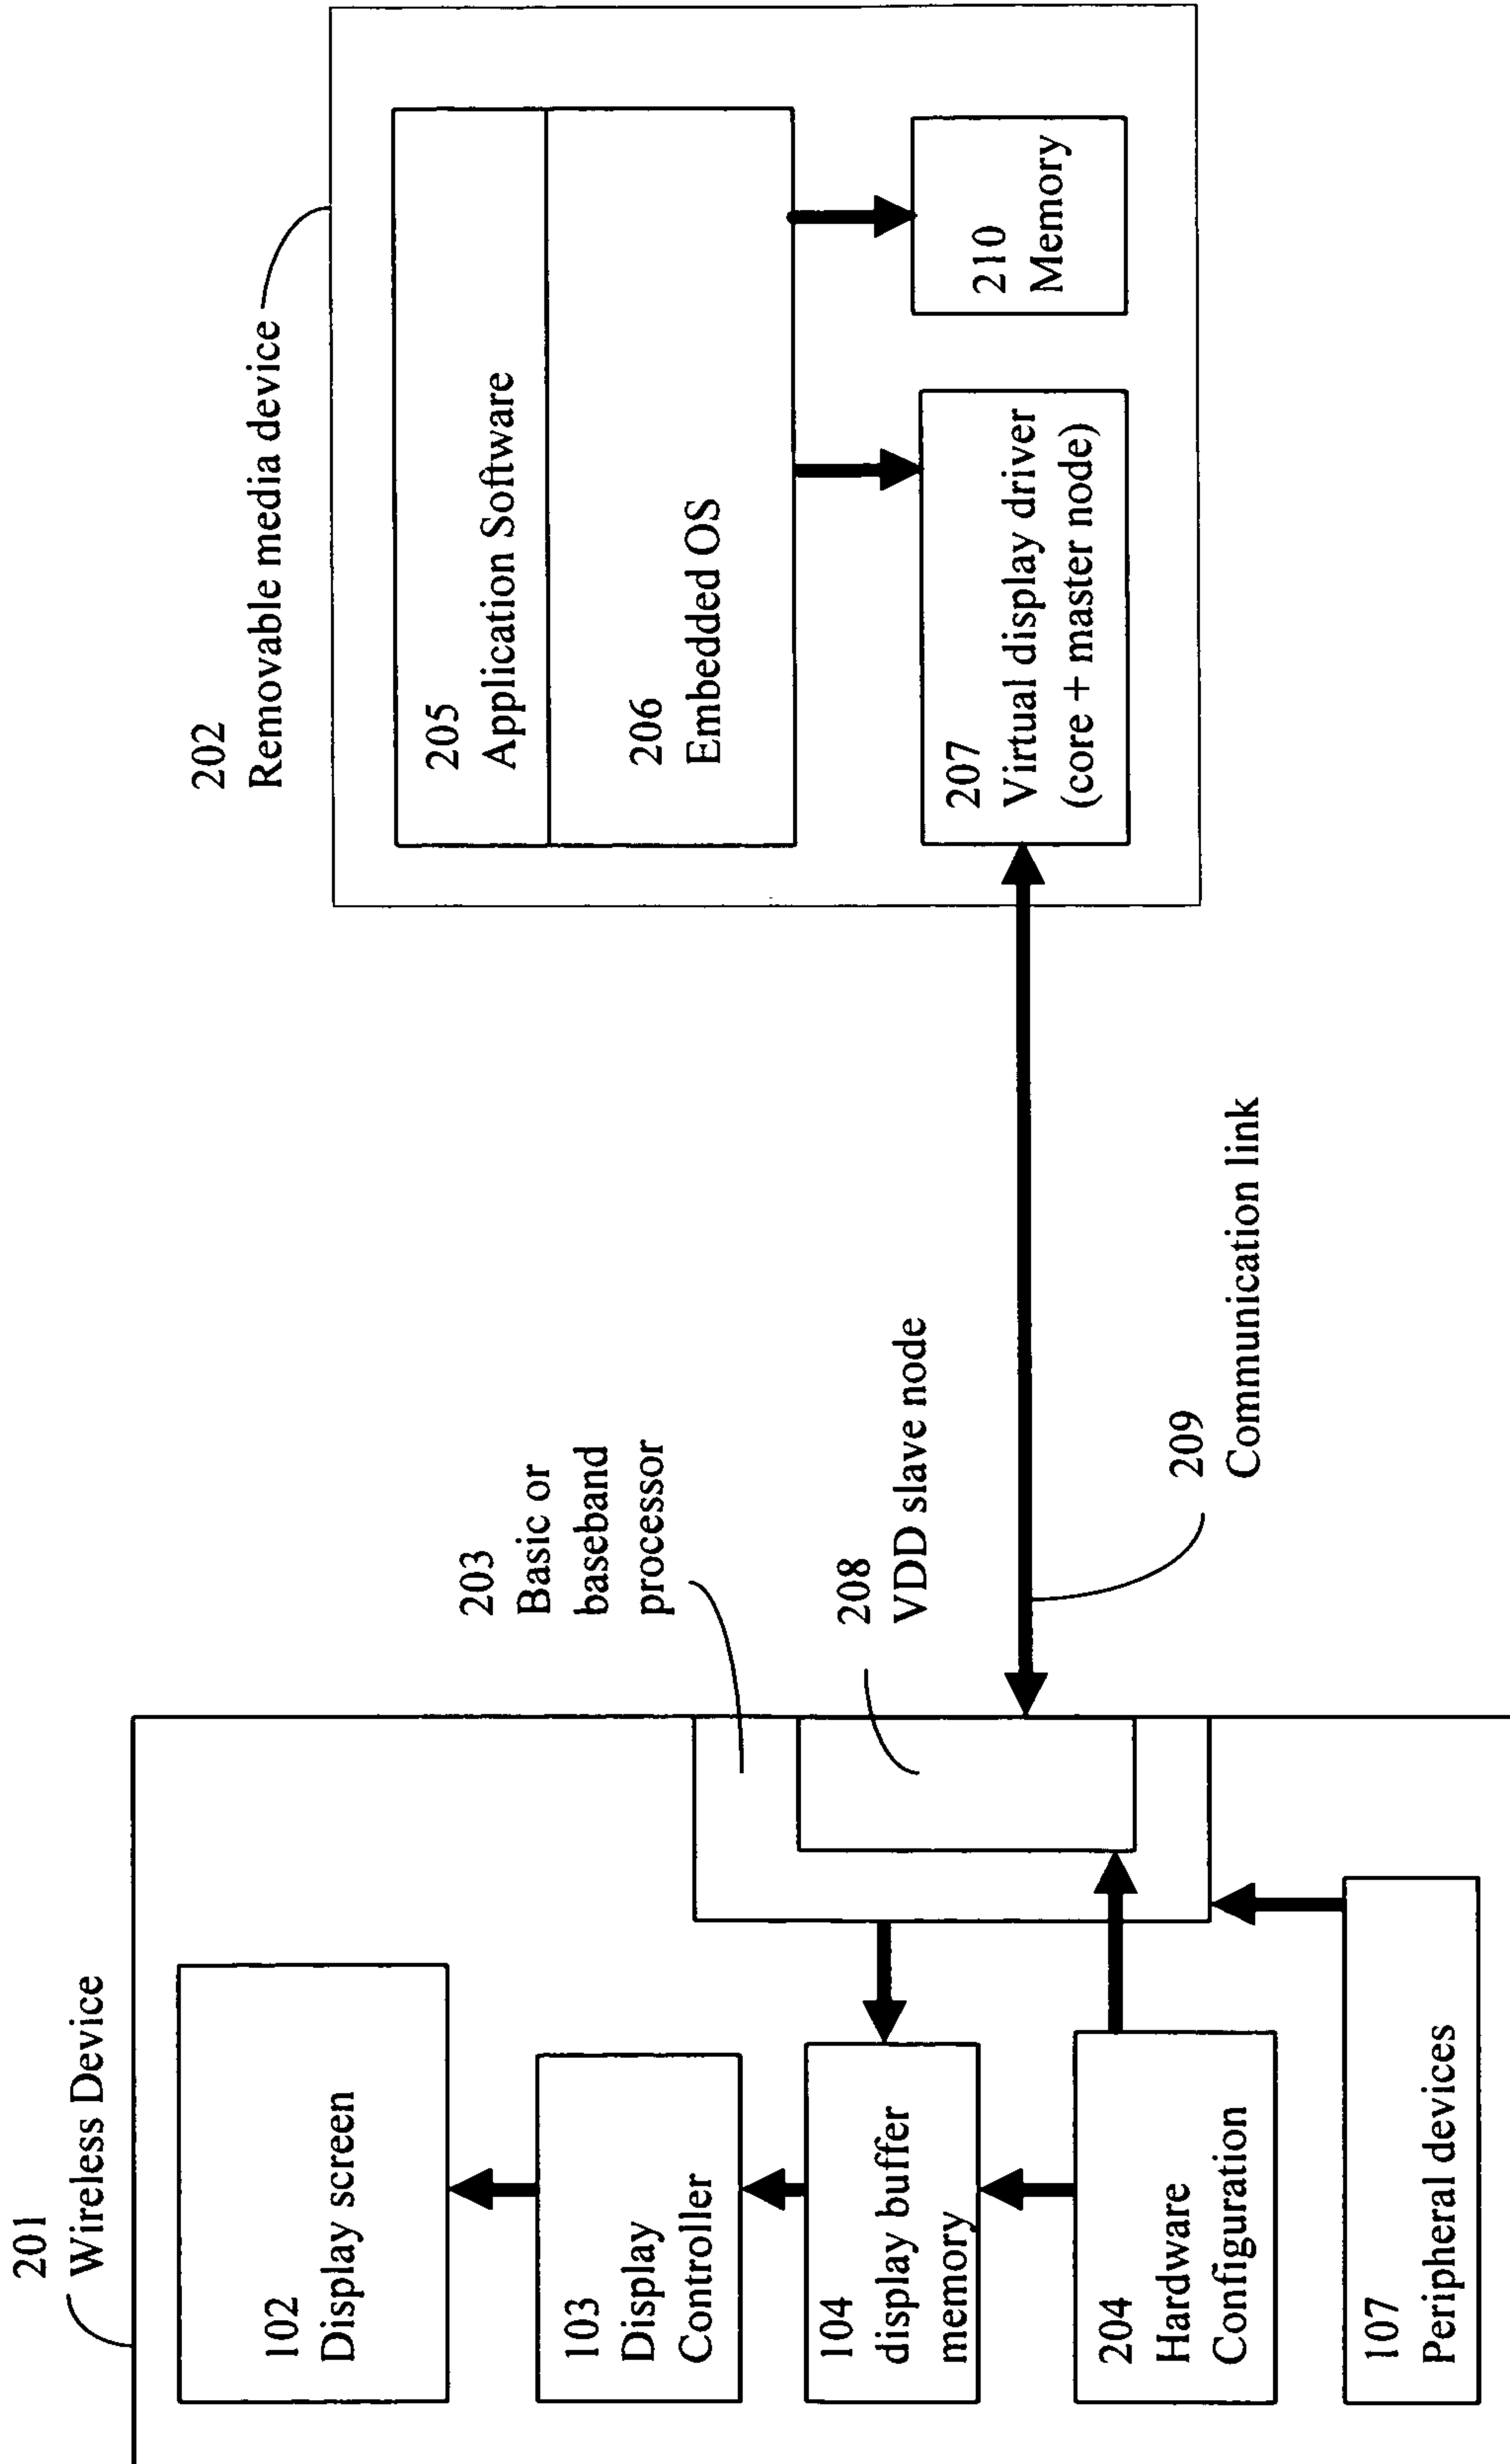 201
Wireless Device
102
Display screen
103
Display
Controller
104
display buffer
memory
204
Hardware
Configuration
107
Peripheral devices
203
Basic or
baseband
processor
208
VDD slave node
209
Communication link
202
Removable media device
205
Application Software
206
Embedded OS
207
Virtual display driver
(core + master node)
210
Memory